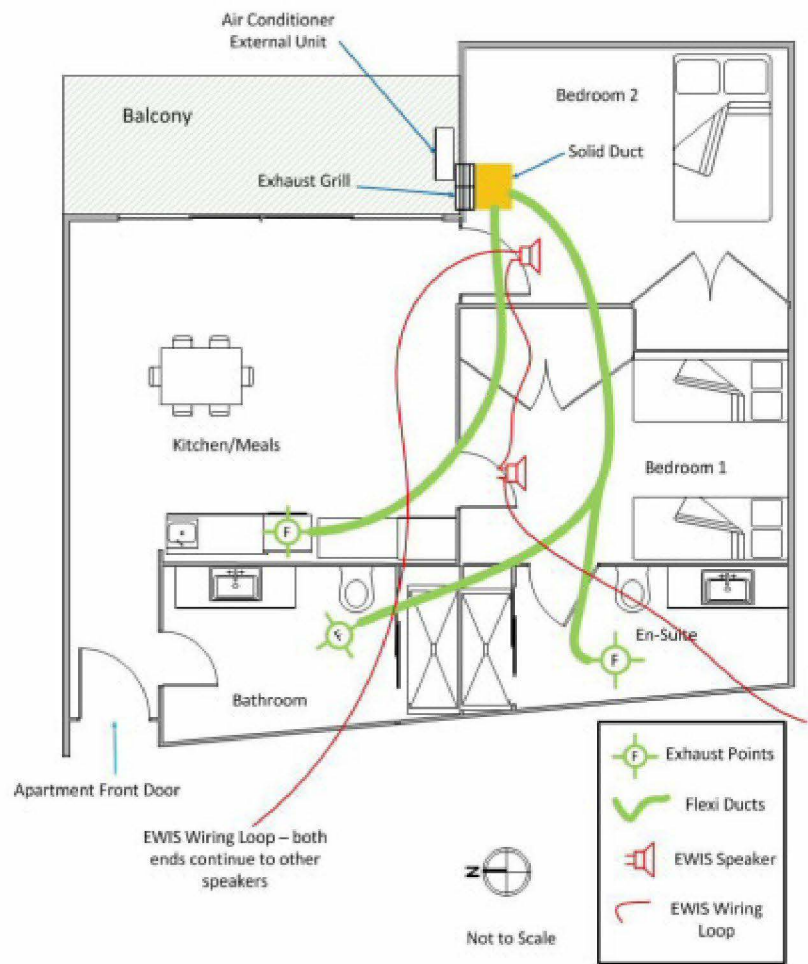 Air Conditioner
External Unit
Balcony
Bedroom 2
Solid Duct
Exhaust Grill
Kitchen/Meals
Bedroom 1
F
F
F
En-Suite
Bathroom
Apartment Front Door
EWIS Wiring Loop – both
ends continue to other
speakers
N
Not to Scale
F
Exhaust Points
Flexi Ducts
EWIS Speaker
EWIS Wiring
Loop